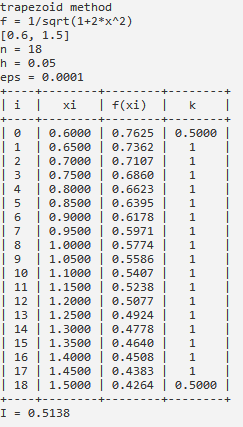 trapezoid method
f = 1/sqrt(1+2*x^2)
[0.6, 1.5]
n = 18
h = 0.05
eps = 0.0001
+----+--------+--------+--------+
| i | xi | f(xi) | k |
+----+--------+--------+--------+
| 0 | 0.6000 | 0.7625 | 0.5000 |
| 1 | 0.6500 | 0.7362 | 1 |
| 2 | 0.7000 | 0.7107 | 1 |
| 3 | 0.7500 | 0.6860 | 1 |
| 4 | 0.8000 | 0.6623 | 1 |
| 5 | 0.8500 | 0.6395 | 1 |
| 6 | 0.9000 | 0.6178 | 1 |
| 7 | 0.9500 | 0.5971 | 1 |
| 8 | 1.0000 | 0.5774 | 1 |
| 9 | 1.0500 | 0.5586 | 1 |
| 10 | 1.1000 | 0.5407 | 1 |
| 11 | 1.1500 | 0.5238 | 1 |
| 12 | 1.2000 | 0.5077 | 1 |
| 13 | 1.2500 | 0.4924 | 1 |
| 14 | 1.3000 | 0.4778 | 1 |
| 15 | 1.3500 | 0.4640 | 1 |
| 16 | 1.4000 | 0.4508 | 1 |
| 17 | 1.4500 | 0.4383 | 1 |
| 18 | 1.5000 | 0.4264 | 0.5000 |
+----+--------+--------+--------+
I = 0.5138